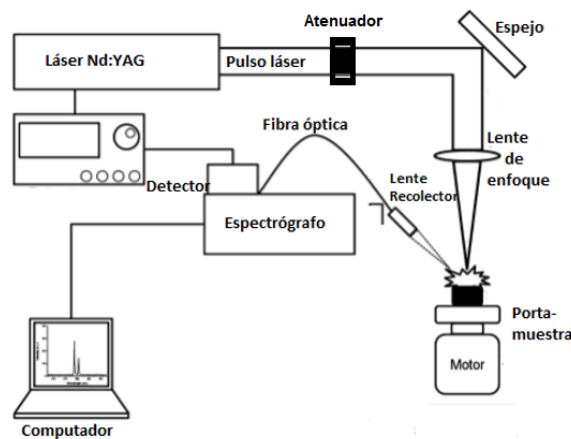 Atenuador
Espejo
Láser Nd:YAG
Pulso láser
Fibra óptica
Lente
de
enfoque
Lente
Recolector
Detector
Espectrógrafo
Porta-
muestra
Motor
Computador